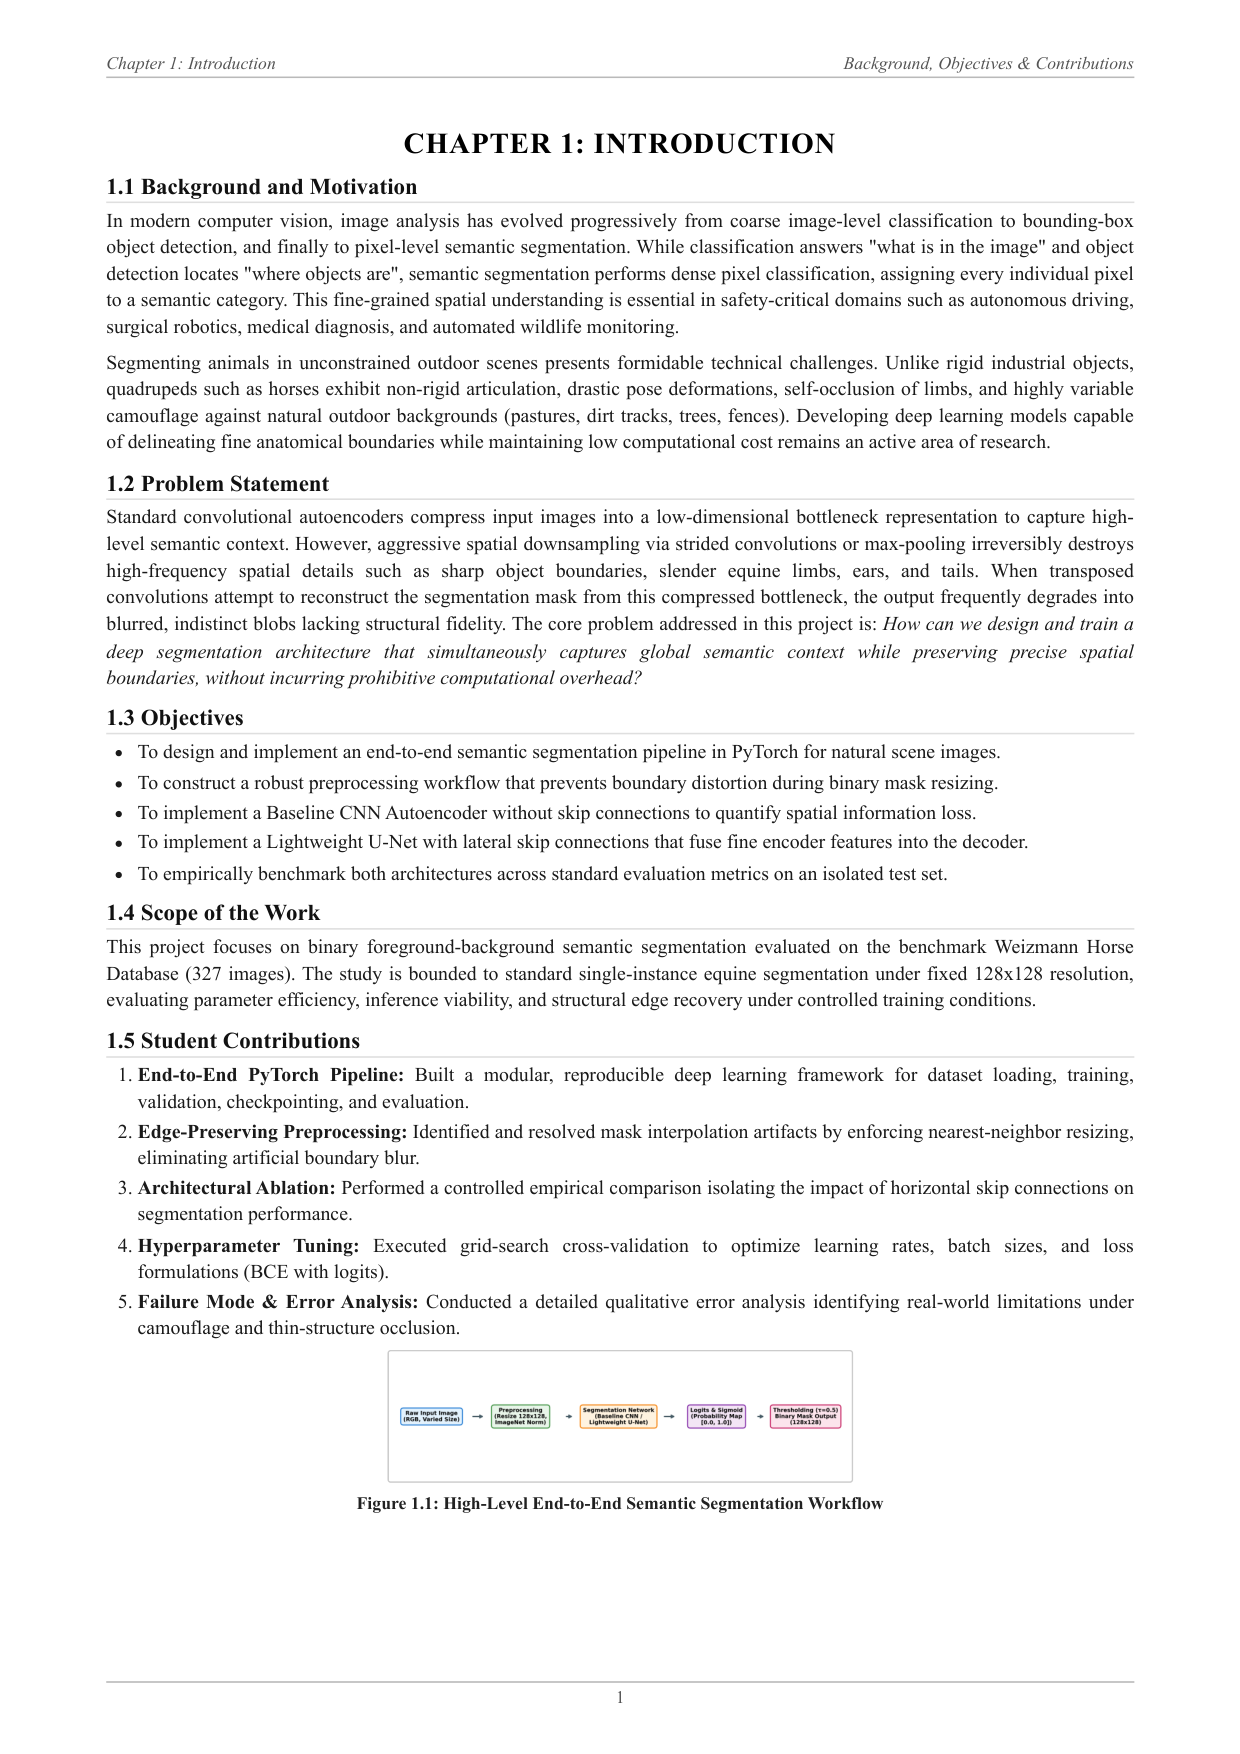 Chapter 1: Introduction
Background, Objectives & Contributions
CHAPTER 1: INTRODUCTION
1.1 Background and Motivation
In modern computer vision, image analysis has evolved progressively from coarse image-level classification to bounding-box
object detection, and finally to pixel-level semantic segmentation. While classification answers "what is in the image" and object
detection locates "where objects are", semantic segmentation performs dense pixel classification, assigning every individual pixel
to a semantic category. This fine-grained spatial understanding is essential in safety-critical domains such as autonomous driving,
surgical robotics, medical diagnosis, and automated wildlife monitoring.
Segmenting animals in unconstrained outdoor scenes presents formidable technical challenges. Unlike rigid industrial objects,
quadrupeds such as horses exhibit non-rigid articulation, drastic pose deformations, self-occlusion of limbs, and highly variable
camouflage against natural outdoor backgrounds (pastures, dirt tracks, trees, fences). Developing deep learning models capable
of delineating fine anatomical boundaries while maintaining low computational cost remains an active area of research.
1.2 Problem Statement
Standard convolutional autoencoders compress input images into a low-dimensional bottleneck representation to capture high-
level semantic context. However, aggressive spatial downsampling via strided convolutions or max-pooling irreversibly destroys
high-frequency spatial details such as sharp object boundaries, slender equine limbs, ears, and tails. When transposed
convolutions attempt to reconstruct the segmentation mask from this compressed bottleneck, the output frequently degrades into
blurred, indistinct blobs lacking structural fidelity. The core problem addressed in this project is: How can we design and train a
deep segmentation architecture that simultaneously captures global semantic context while preserving precise spatial
boundaries, without incurring prohibitive computational overhead?
1.3 Objectives
• To design and implement an end-to-end semantic segmentation pipeline in PyTorch for natural scene images.
• To construct a robust preprocessing workflow that prevents boundary distortion during binary mask resizing.
• To implement a Baseline CNN Autoencoder without skip connections to quantify spatial information loss.
• To implement a Lightweight U-Net with lateral skip connections that fuse fine encoder features into the decoder.
• To empirically benchmark both architectures across standard evaluation metrics on an isolated test set.
1.4 Scope of the Work
This project focuses on binary foreground-background semantic segmentation evaluated on the benchmark Weizmann Horse
Database (327 images). The study is bounded to standard single-instance equine segmentation under fixed 128x128 resolution,
evaluating parameter efficiency, inference viability, and structural edge recovery under controlled training conditions.
1.5 Student Contributions
1. End-to-End PyTorch Pipeline: Built a modular, reproducible deep learning framework for dataset loading, training,
validation, checkpointing, and evaluation.
2. Edge-Preserving Preprocessing: Identified and resolved mask interpolation artifacts by enforcing nearest-neighbor resizing,
eliminating artificial boundary blur.
3. Architectural Ablation: Performed a controlled empirical comparison isolating the impact of horizontal skip connections on
segmentation performance.
4. Hyperparameter Tuning: Executed grid-search cross-validation to optimize learning rates, batch sizes, and loss
formulations (BCE with logits).
5. Failure Mode & Error Analysis: Conducted a detailed qualitative error analysis identifying real-world limitations under
camouflage and thin-structure occlusion.
Raw Input Image
(RGB, Varied Size)
Preprocessing
(Resize 128x128,
ImageNet Norm)
Segmentation Network
(Baseline CNN /
Lightweight U-Net)
Logits & Sigmoid
(Probability Map
[0.0, 1.0])
Thresholding (τ=0.5)
Binary Mask Output
(128x128)
Figure 1.1: High-Level End-to-End Semantic Segmentation Workflow
1